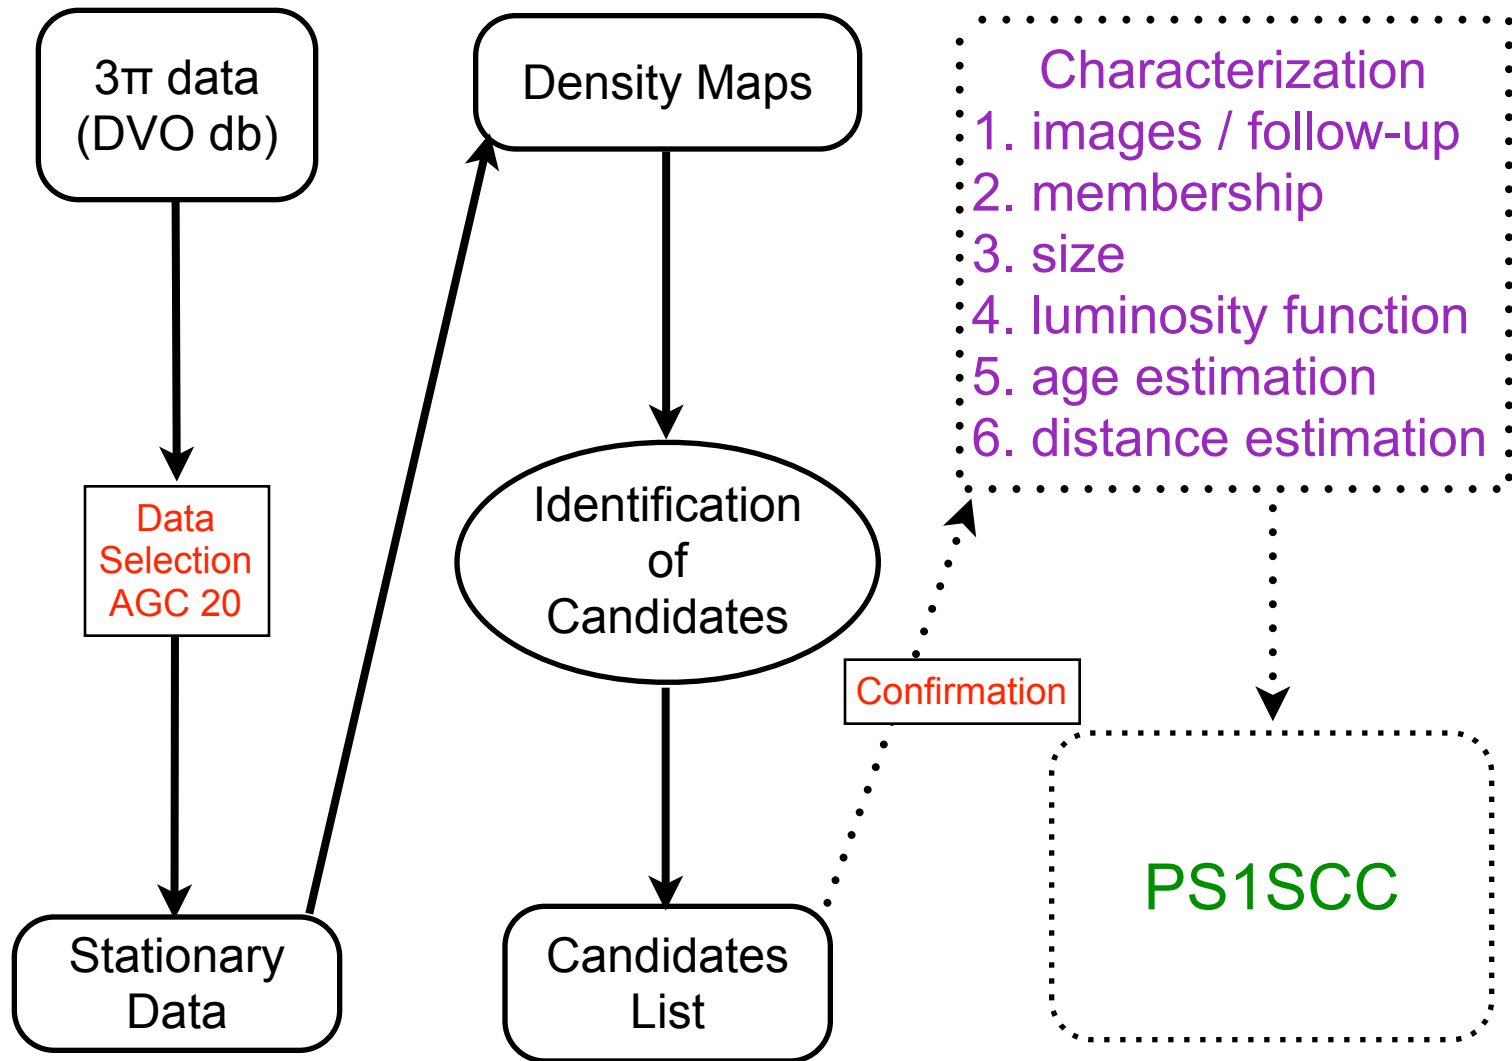 3π data
(DVO db)
Data
Selection
AGC 20
Stationary
Data
Density Maps
Identification
of
Candidates
Candidates
List
Confirmation
Characterization
1. images / follow-up
2. membership
3. size
4. luminosity function
5. age estimation
6. distance estimation
PS1SCC